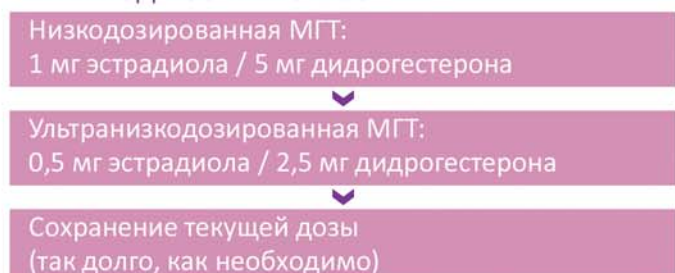 Низкодозированная МГТ:
1 мг эстрадиола / 5 мг дидрогестерона
Ультранизкодозированная МГТ:
0,5 мг эстрадиола / 2,5 мг дидрогестерона
Сохранение текущей дозы
(так долго, как необходимо)